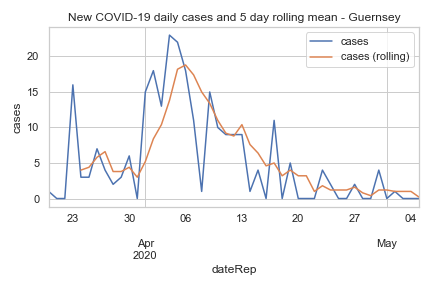 New COVID-19 daily cases and 5 day rolling mean - Guernsey
cases
cases (rolling)
cases
20
15
10
5
0
23
30
06
13
20
27
04
Apr
2020
May
dateRep